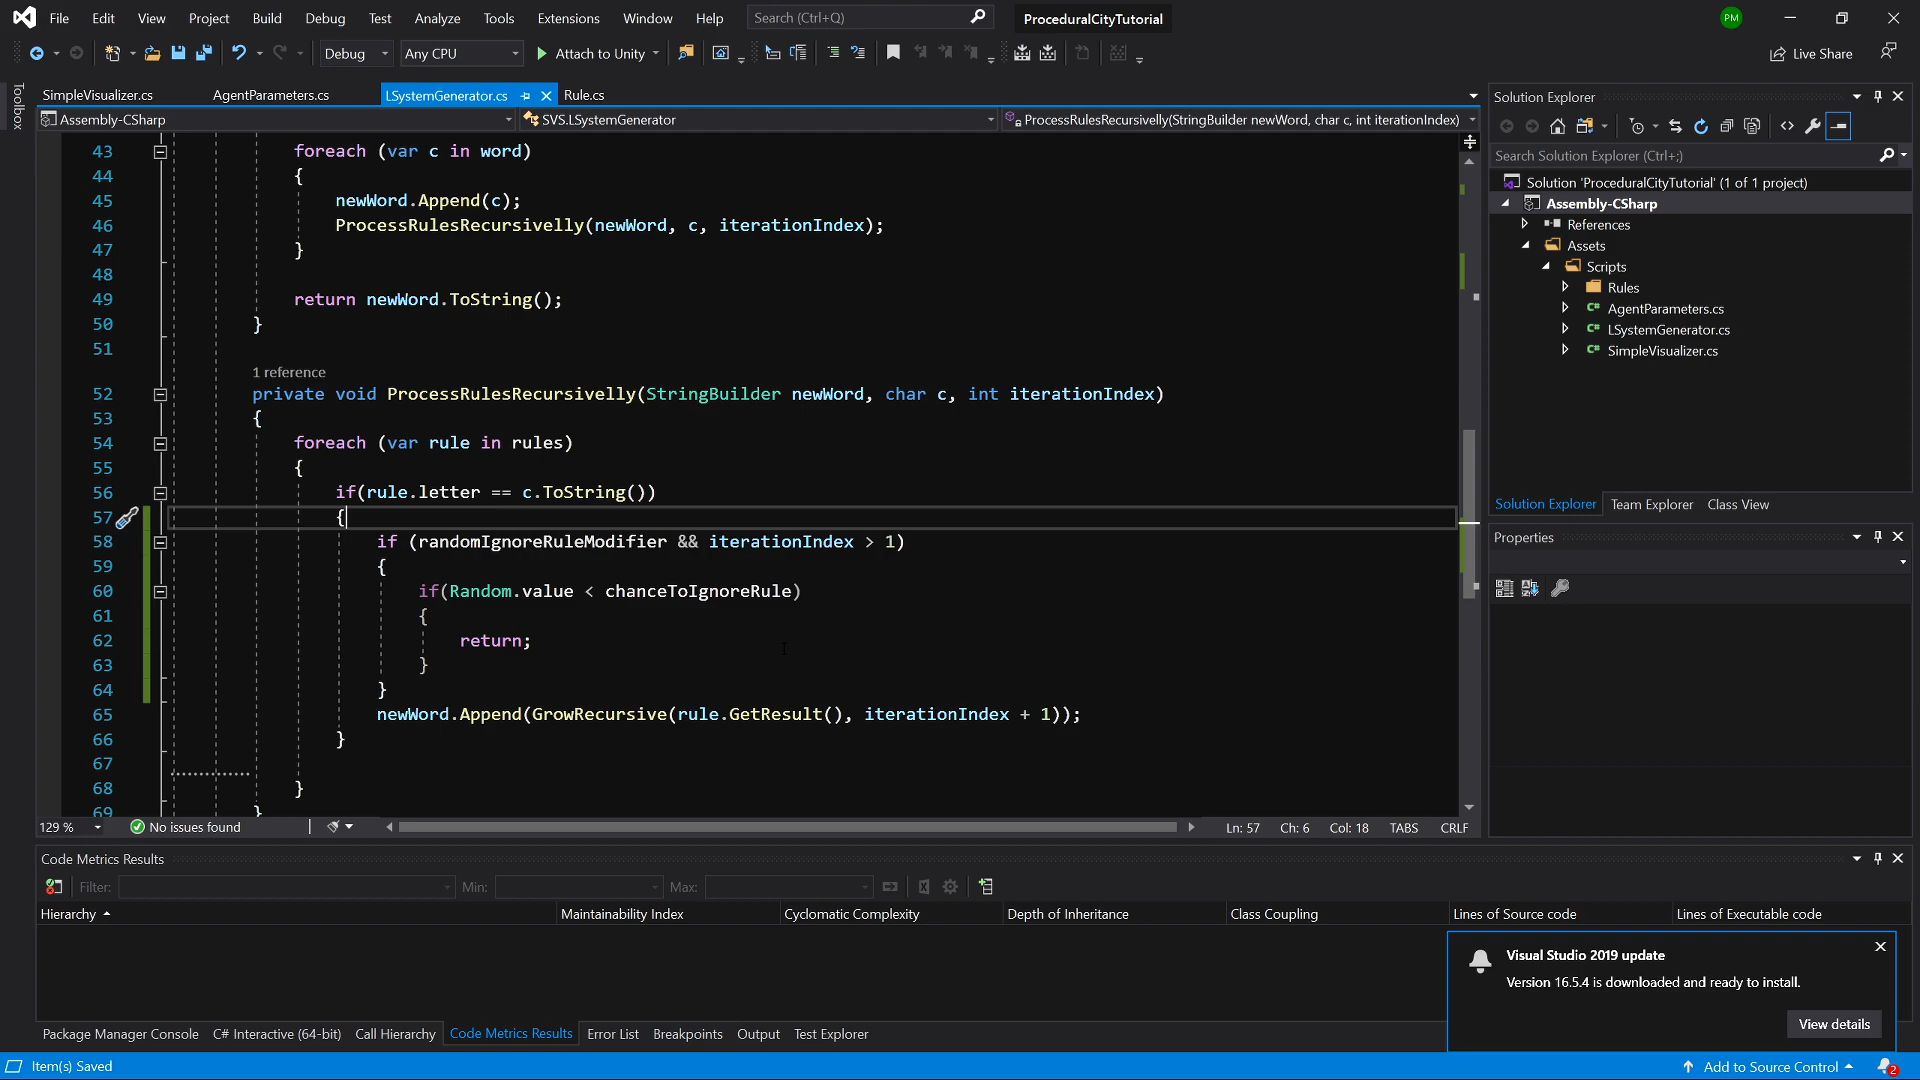 File Edit View Project Build Debug Test Analyze Tools Extensions Window Help Search (Ctrl+Q) ProceduralCityTutorial PM
Debug Any CPU Attach to Unity Live Share
Toolbox
SimpleVisualizer.cs AgentParameters.cs LSystemGenerator.cs Rule.cs
Assembly-CSharp SVS.LSystemGenerator ProcessRulesRecursivelly(StringBuilder newWord, char c, int iterationIndex)
43 foreach (var c in word)
44 {
45 newWord.Append(c);
46 ProcessRulesRecursivelly(newWord, c, iterationIndex);
47 }
48
49 return newWord.ToString();
50 }
51
1 reference
52 private void ProcessRulesRecursivelly(StringBuilder newWord, char c, int iterationIndex)
53 {
54 foreach (var rule in rules)
55 {
56 if(rule.letter == c.ToString())
57 {
58 if (randomIgnoreRuleModifier && iterationIndex > 1)
59 {
60 if(Random.value < chanceToIgnoreRule)
61 {
62 return;
63 }
64 }
65 newWord.Append(GrowRecursive(rule.GetResult(), iterationIndex + 1));
66 }
67
68 }
69 }
129 % No issues found Ln: 57 Ch: 6 Col: 18 TABS CRLF
Solution Explorer
Search Solution Explorer (Ctrl+;)
Solution 'ProceduralCityTutorial' (1 of 1 project)
Assembly-CSharp
References
Assets
Scripts
Rules
C# AgentParameters.cs
C# LSystemGenerator.cs
C# SimpleVisualizer.cs
Solution Explorer Team Explorer Class View
Properties
Code Metrics Results
Filter: Min: Max:
Hierarchy Maintainability Index Cyclomatic Complexity Depth of Inheritance Class Coupling Lines of Source code Lines of Executable code
Visual Studio 2019 update
Version 16.5.4 is downloaded and ready to install.
View details
Package Manager Console C# Interactive (64-bit) Call Hierarchy Code Metrics Results Error List Breakpoints Output Test Explorer
Item(s) Saved Add to Source Control 2